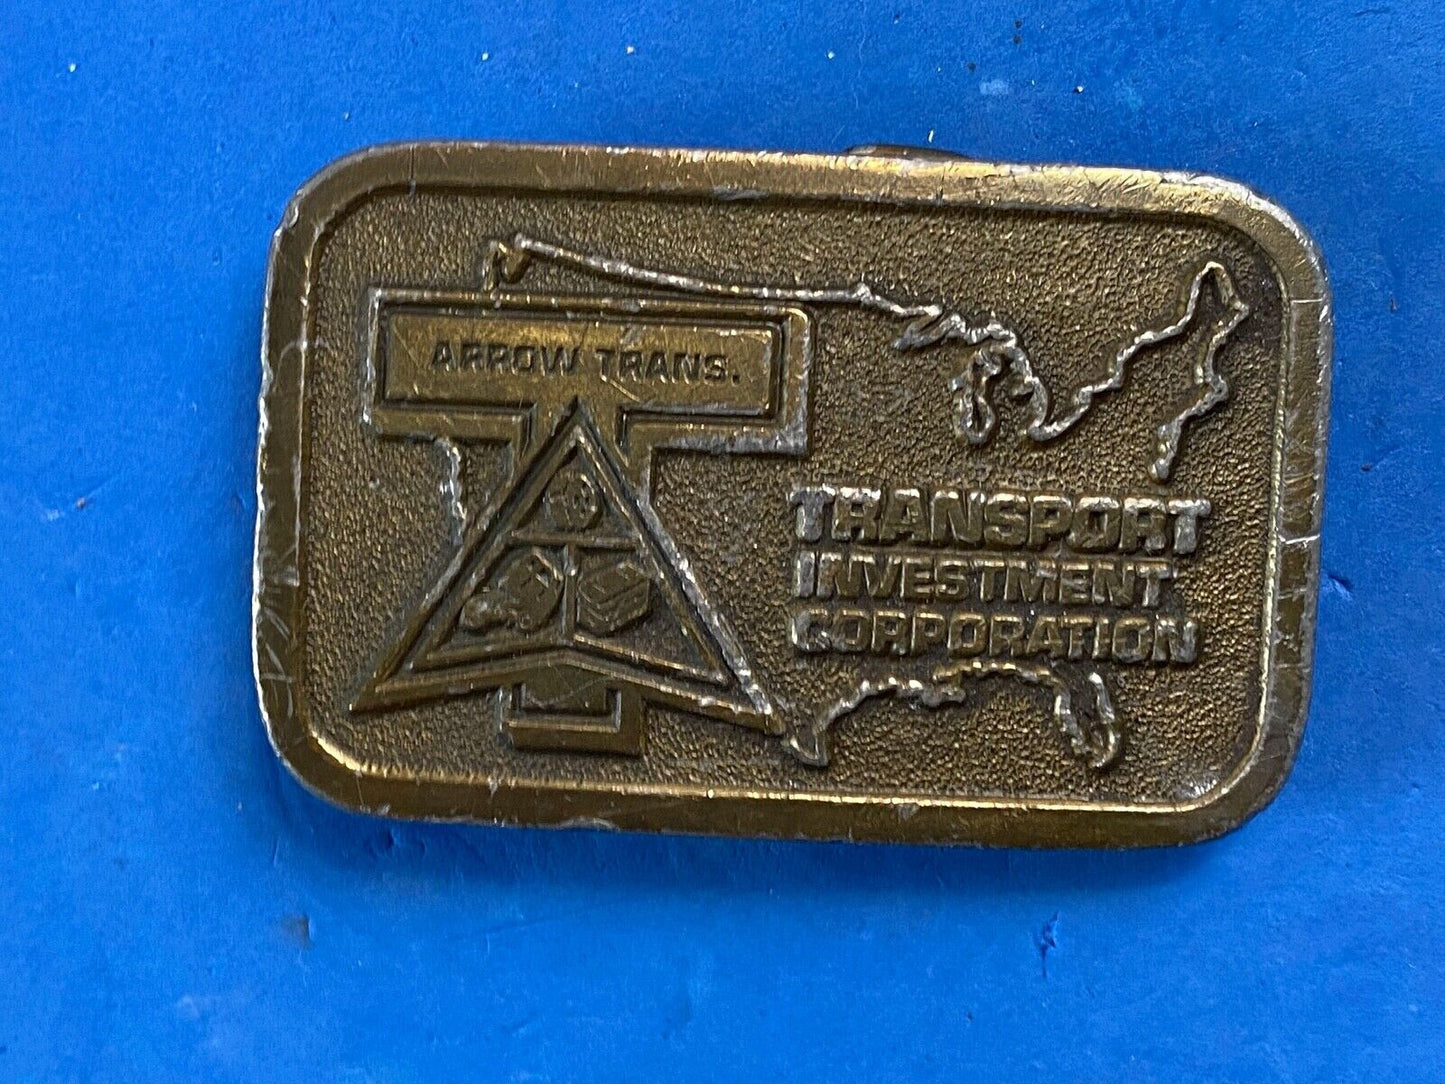 ARROW TRANS.
TRANSPORT
INVESTMENT
CORPORATION